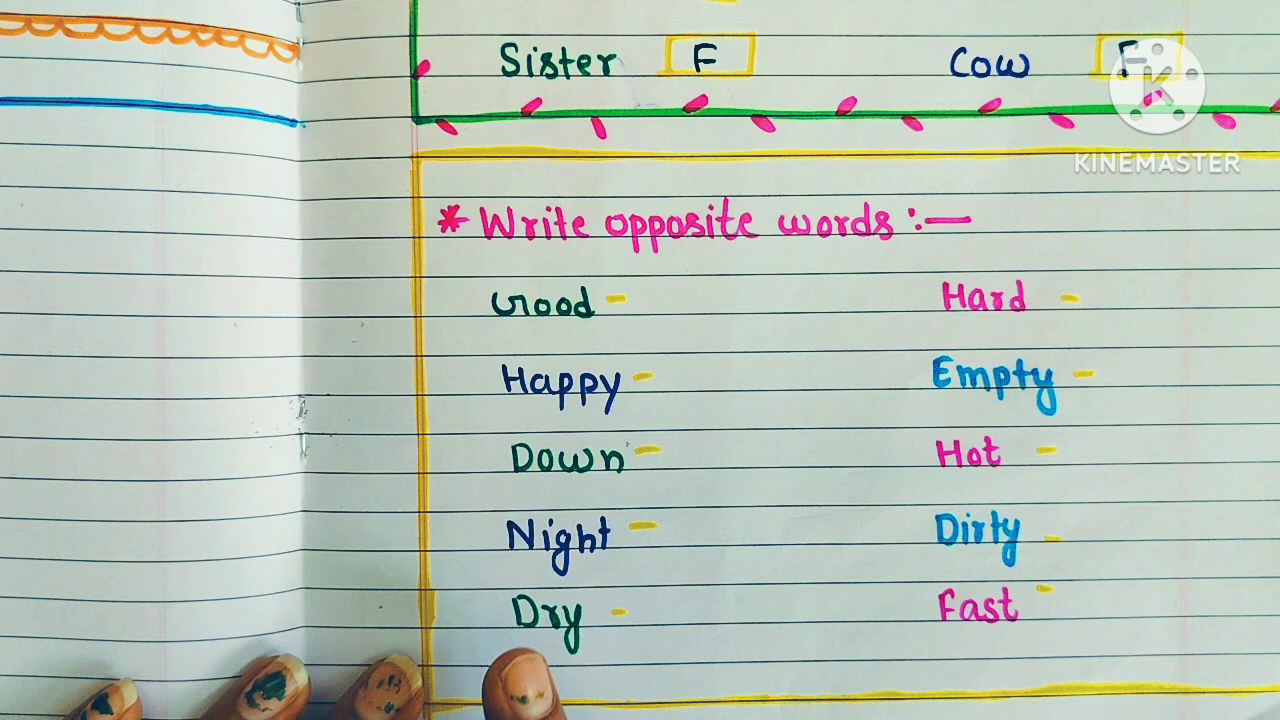 Sister F Cow F
KINEMASTER
* Write opposite words :—
Good - Hard -
Happy - Empty -
Down - Hot -
Night - Dirty -
Dry - Fast -